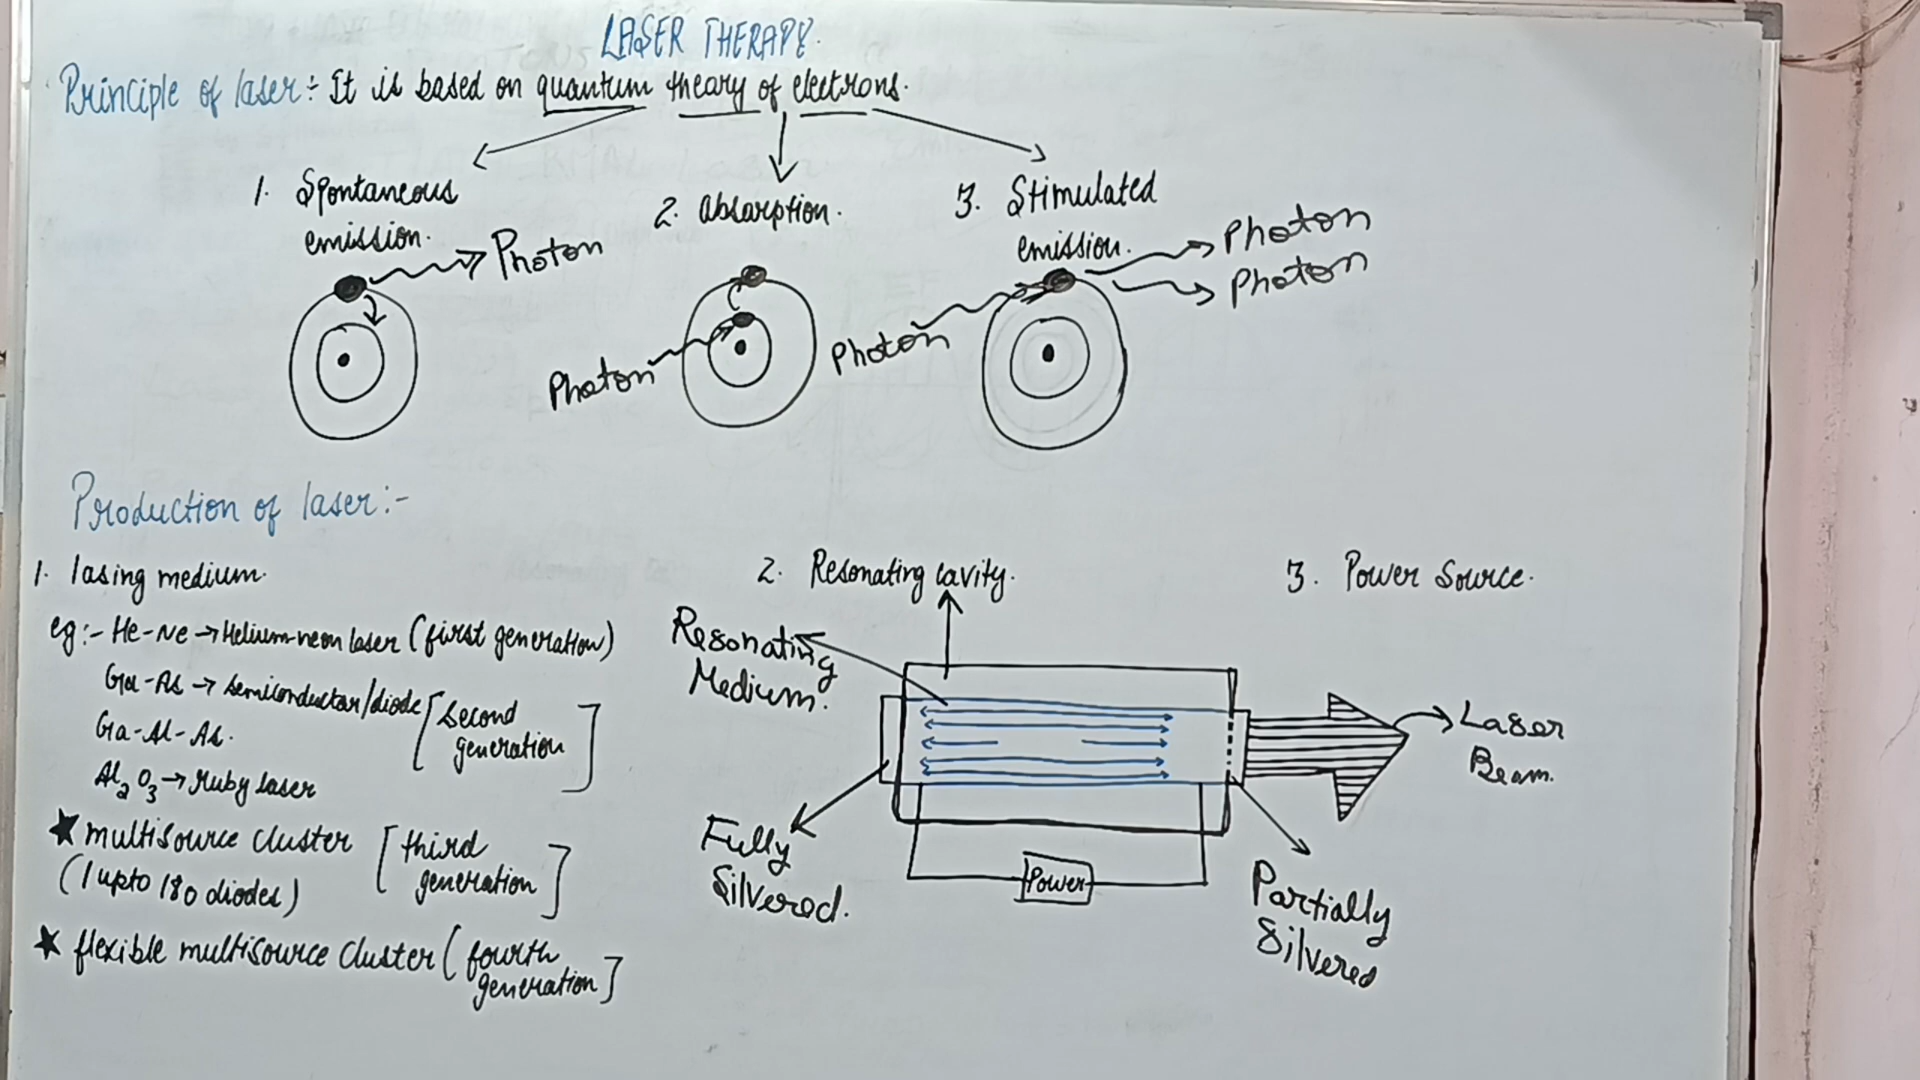 LASER THERAPY.
Principle of laser:- It is based on quantum theory of electrons.
1. Spontaneous
emission.
2. absorption.
3. Stimulated
emission.
Photon
Photon
Photon
Photon
Photon
Production of laser:-
1. lasing medium.
eg:- He-Ne → Helium-neon laser (first generation)
Ga-As → semiconductor/diode
Ga-Al-As.
Al2O3 → Ruby laser
[second
generation]
★ multisource cluster
(1 upto 180 diodes)
[third
generation]
★ flexible multisource cluster (fourth
generation]
2. Resonating cavity.
Resonating
Medium.
Fully
Silvered.
Power
Partially
Silvered
Laser
Beam.
3. Power Source.